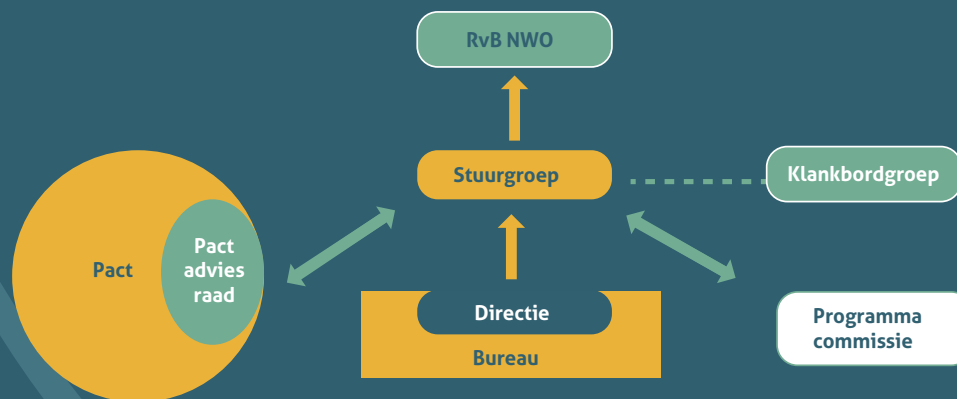 RvB NWO
Stuurgroep
Klankbordgroep
Pact
Pact
advies
raad
Directie
Bureau
Programma
commissie